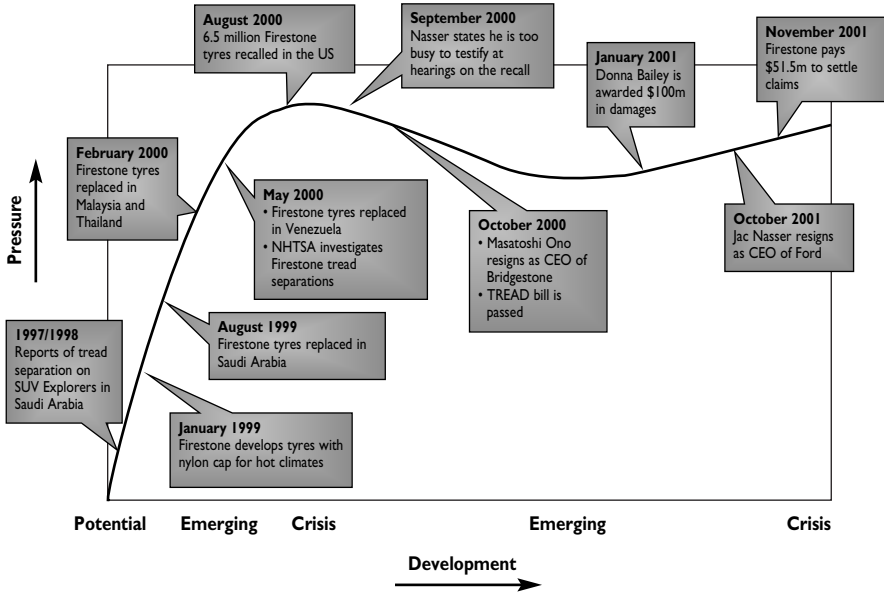 August 2000
6.5 million Firestone
tyres recalled in the US
September 2000
Nasser states he is too
busy to testify at
hearings on the recall
January 2001
Donna Bailey is
awarded $100m
in damages
November 2001
Firestone pays
$51.5m to settle
claims
February 2000
Firestone tyres
replaced in
Malaysia and
Thailand
May 2000
• Firestone tyres replaced
in Venezuela
• NHTSA investigates
Firestone tread
separations
October 2000
• Masatoshi Ono
resigns as CEO of
Bridgestone
• TREAD bill is
passed
October 2001
Jac Nasser resigns
as CEO of Ford
Pressure
1997/1998
Reports of tread
separation on
SUV Explorers in
Saudi Arabia
August 1999
Firestone tyres replaced in
Saudi Arabia
January 1999
Firestone develops tyres with
nylon cap for hot climates
Potential Emerging Crisis Emerging Crisis
Development